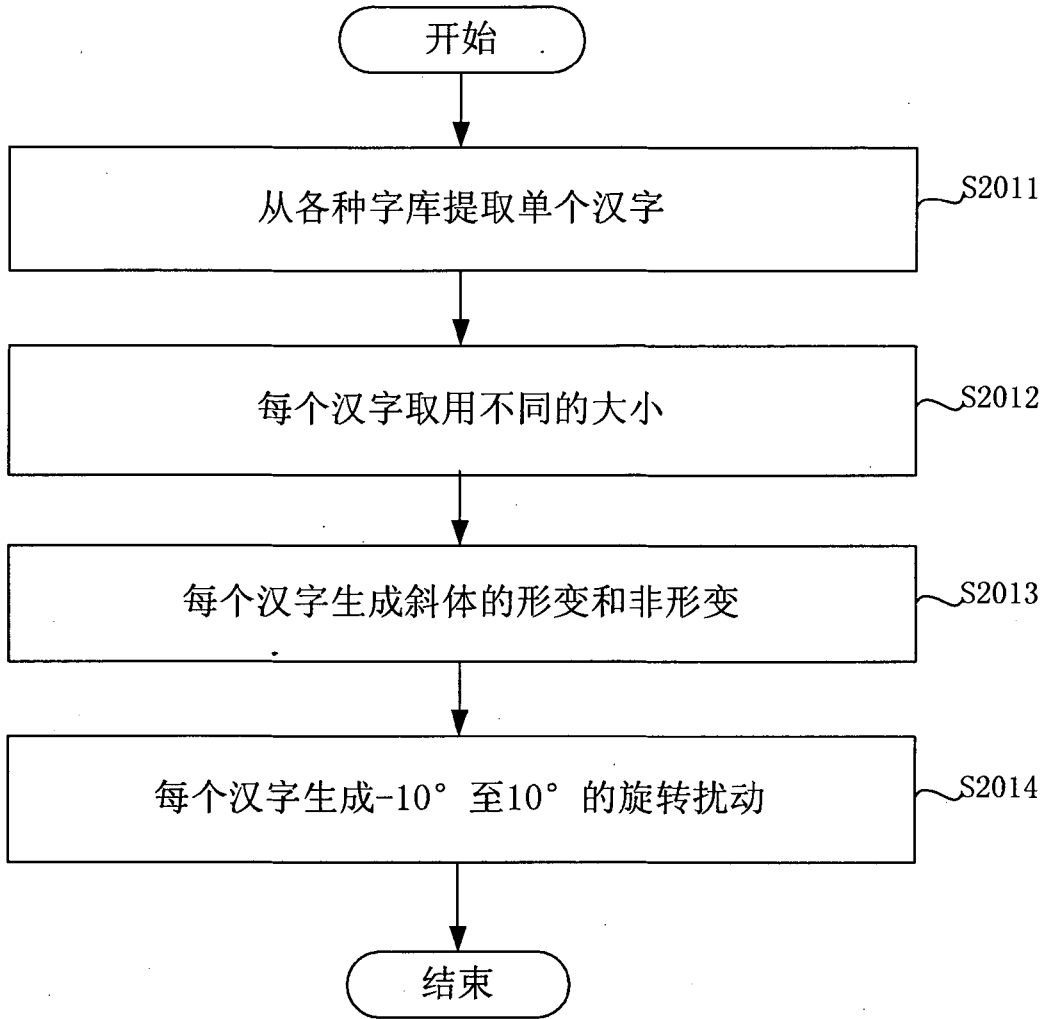 开始
从各种字库提取单个汉字
S2011
每个汉字取用不同的大小
S2012
每个汉字生成斜体的形变和非形变
S2013
每个汉字生成-10°至10°的旋转扰动
S2014
结束